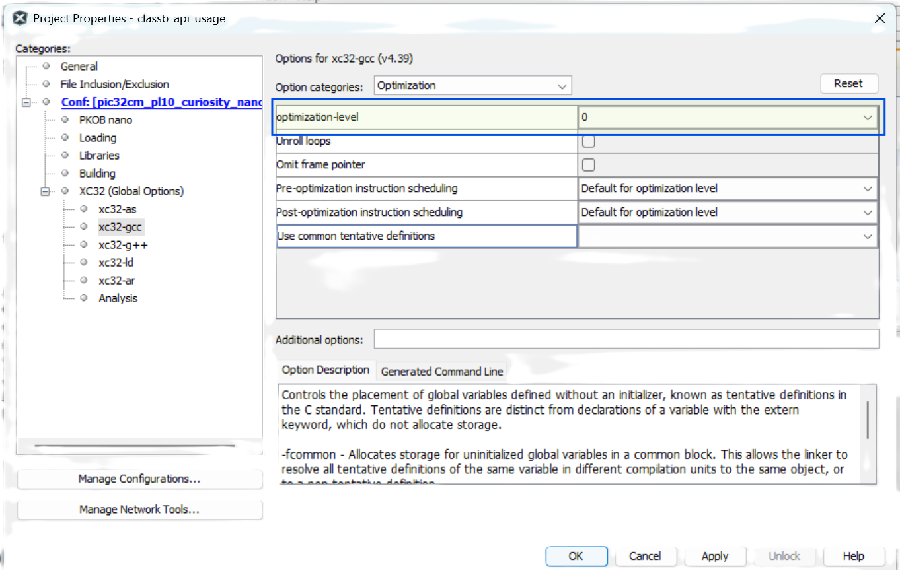 Project Properties - classb-api-usage
Categories:
General
File Inclusion/Exclusion
Conf: [pic32cm_pl10_curiosity_nano
PKOB nano
Loading
Libraries
Building
XC32 (Global Options)
xc32-as
xc32-gcc
xc32-g++
xc32-ld
xc32-ar
Analysis
Manage Configurations...
Manage Network Tools...
Options for xc32-gcc (v4.39)
Option categories: Optimization Reset
optimization-level 0
Unroll loops
Omit frame pointer
Pre-optimization instruction scheduling Default for optimization level
Post-optimization instruction scheduling Default for optimization level
Use common tentative definitions
Additional options:
Option Description Generated Command Line
Controls the placement of global variables defined without an initializer, known as tentative definitions in
the C standard. Tentative definitions are distinct from declarations of a variable with the extern
keyword, which do not allocate storage.
-fcommon - Allocates storage for uninitialized global variables in a common block. This allows the linker to
resolve all tentative definitions of the same variable in different compilation units to the same object, or
to a non-tentative definition.
OK Cancel Apply Unlock Help